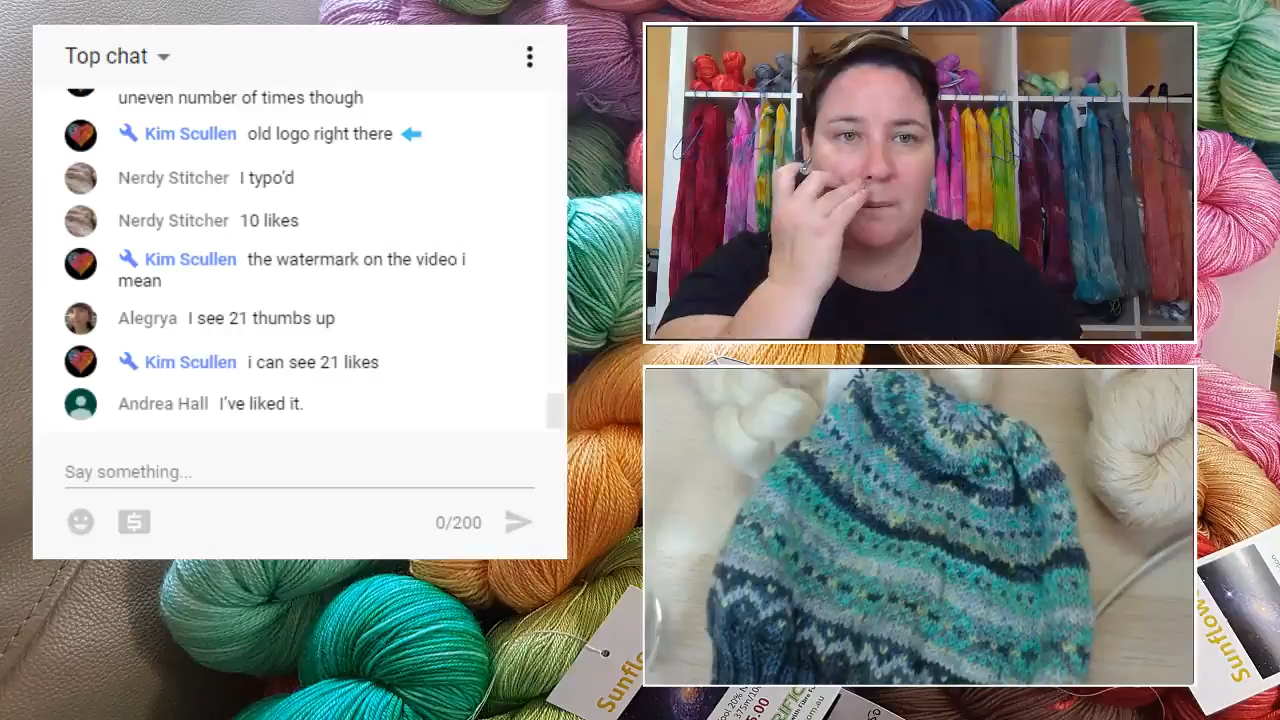 Top chat
uneven number of times though
Kim Scullen old logo right there
Nerdy Stitcher I typo'd
Nerdy Stitcher 10 likes
Kim Scullen the watermark on the video i
mean
Alegrya I see 21 thumbs up
Kim Scullen i can see 21 likes
Andrea Hall I've liked it.
Say something...
0/200
Sunflow
Sunfl